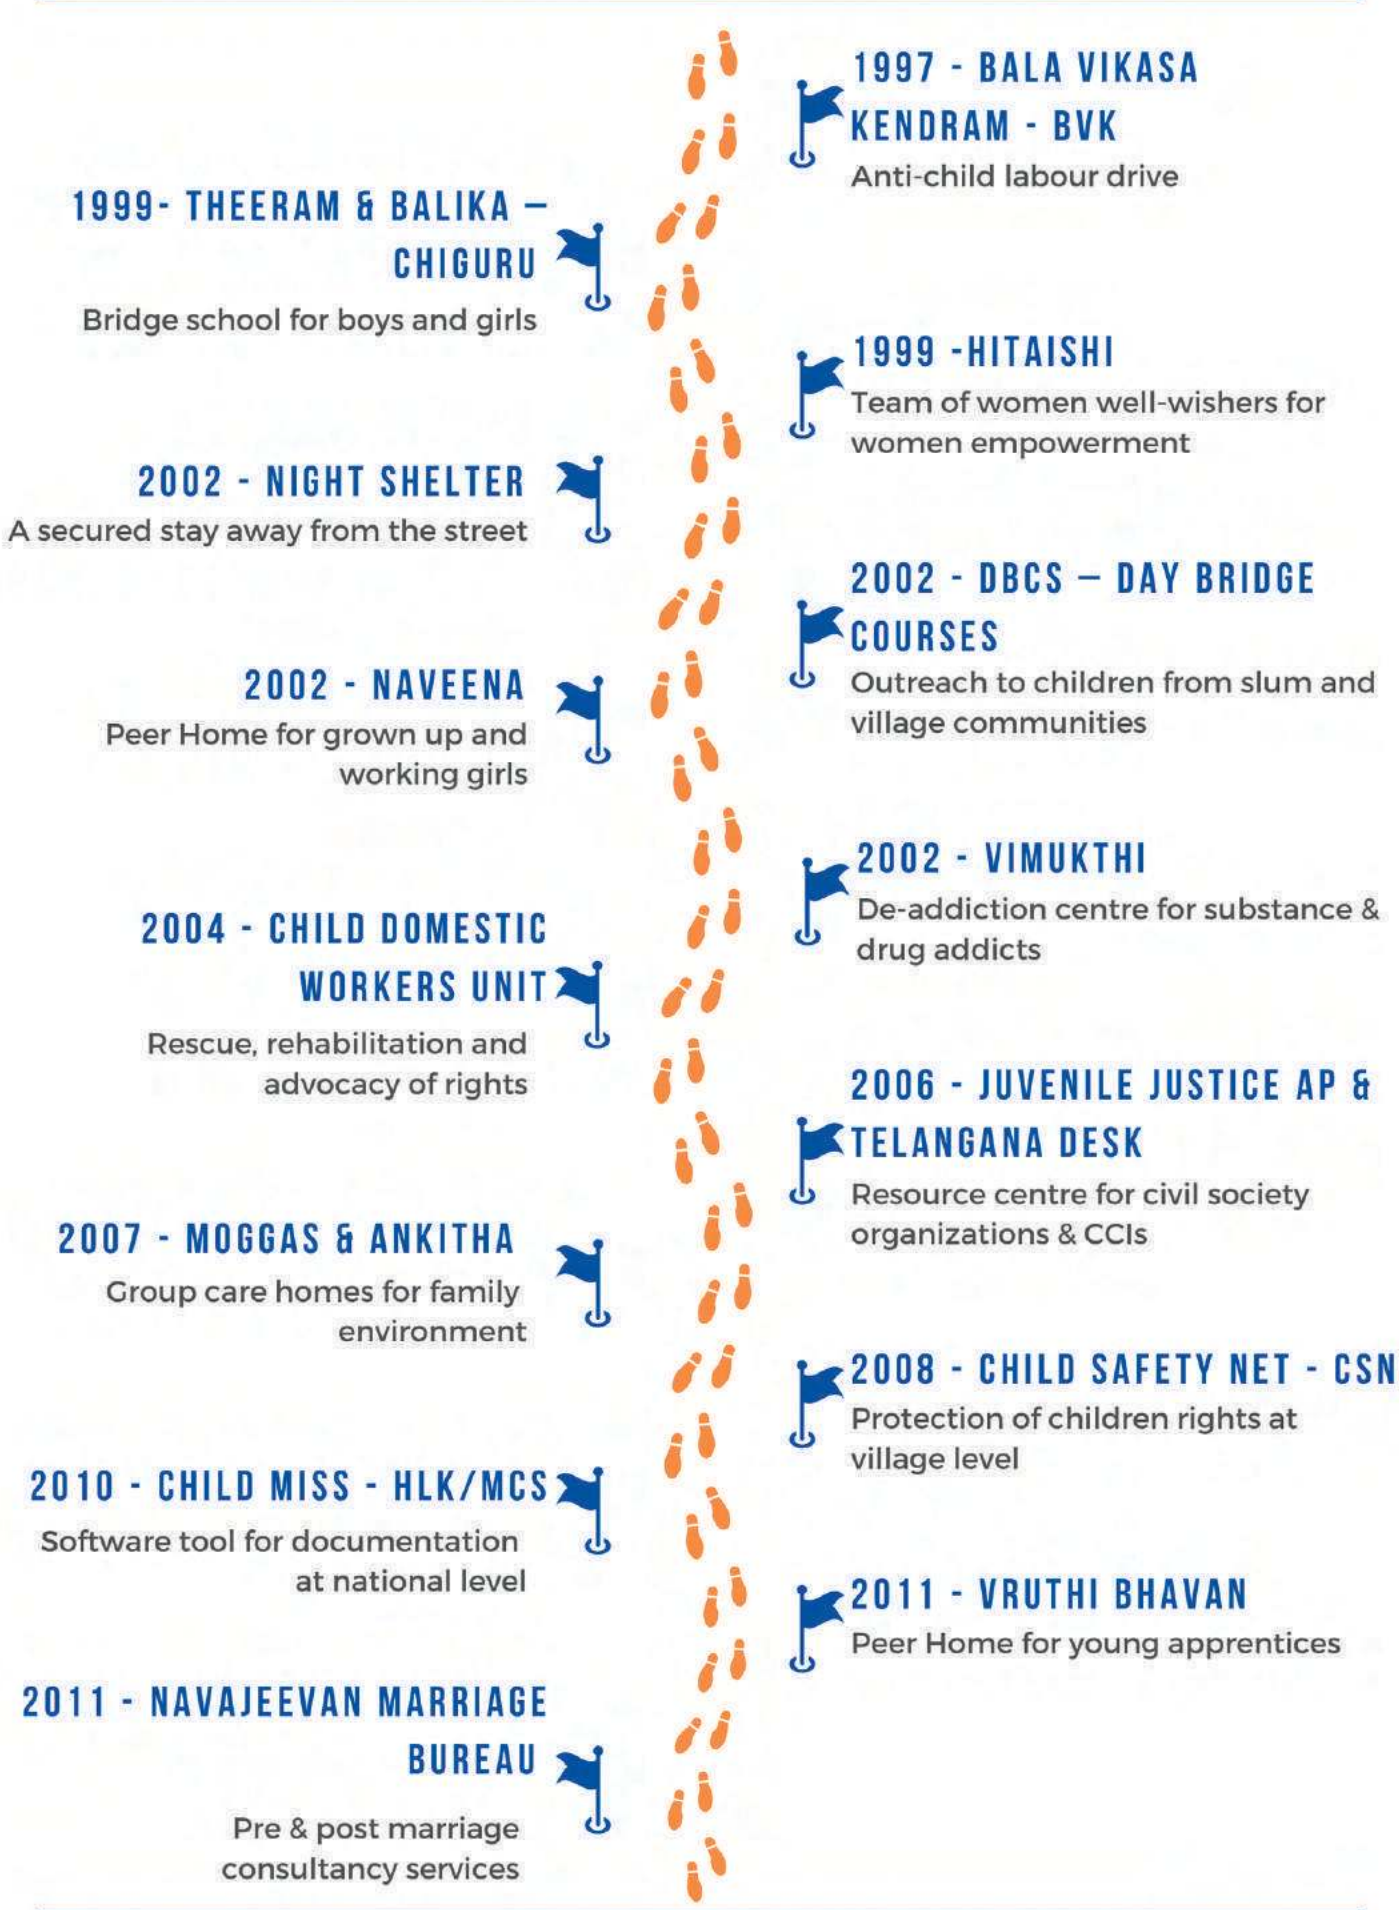 1997 - BALA VIKASA
KENDRAM - BVK
Anti-child labour drive
1999- THEERAM & BALIKA –
CHIGURU
Bridge school for boys and girls
1999 -HITAISHI
Team of women well-wishers for
women empowerment
2002 - NIGHT SHELTER
A secured stay away from the street
2002 - DBCS – DAY BRIDGE
COURSES
Outreach to children from slum and
village communities
2002 - NAVEENA
Peer Home for grown up and
working girls
2002 - VIMUKTHI
De-addiction centre for substance &
drug addicts
2004 - CHILD DOMESTIC
WORKERS UNIT
Rescue, rehabilitation and
advocacy of rights
2006 - JUVENILE JUSTICE AP &
TELANGANA DESK
Resource centre for civil society
organizations & CCIs
2007 - MOGGAS & ANKITHA
Group care homes for family
environment
2008 - CHILD SAFETY NET - CSN
Protection of children rights at
village level
2010 - CHILD MISS - HLK/MCS
Software tool for documentation
at national level
2011 - VRUTHI BHAVAN
Peer Home for young apprentices
2011 - NAVAJEEVAN MARRIAGE
BUREAU
Pre & post marriage
consultancy services